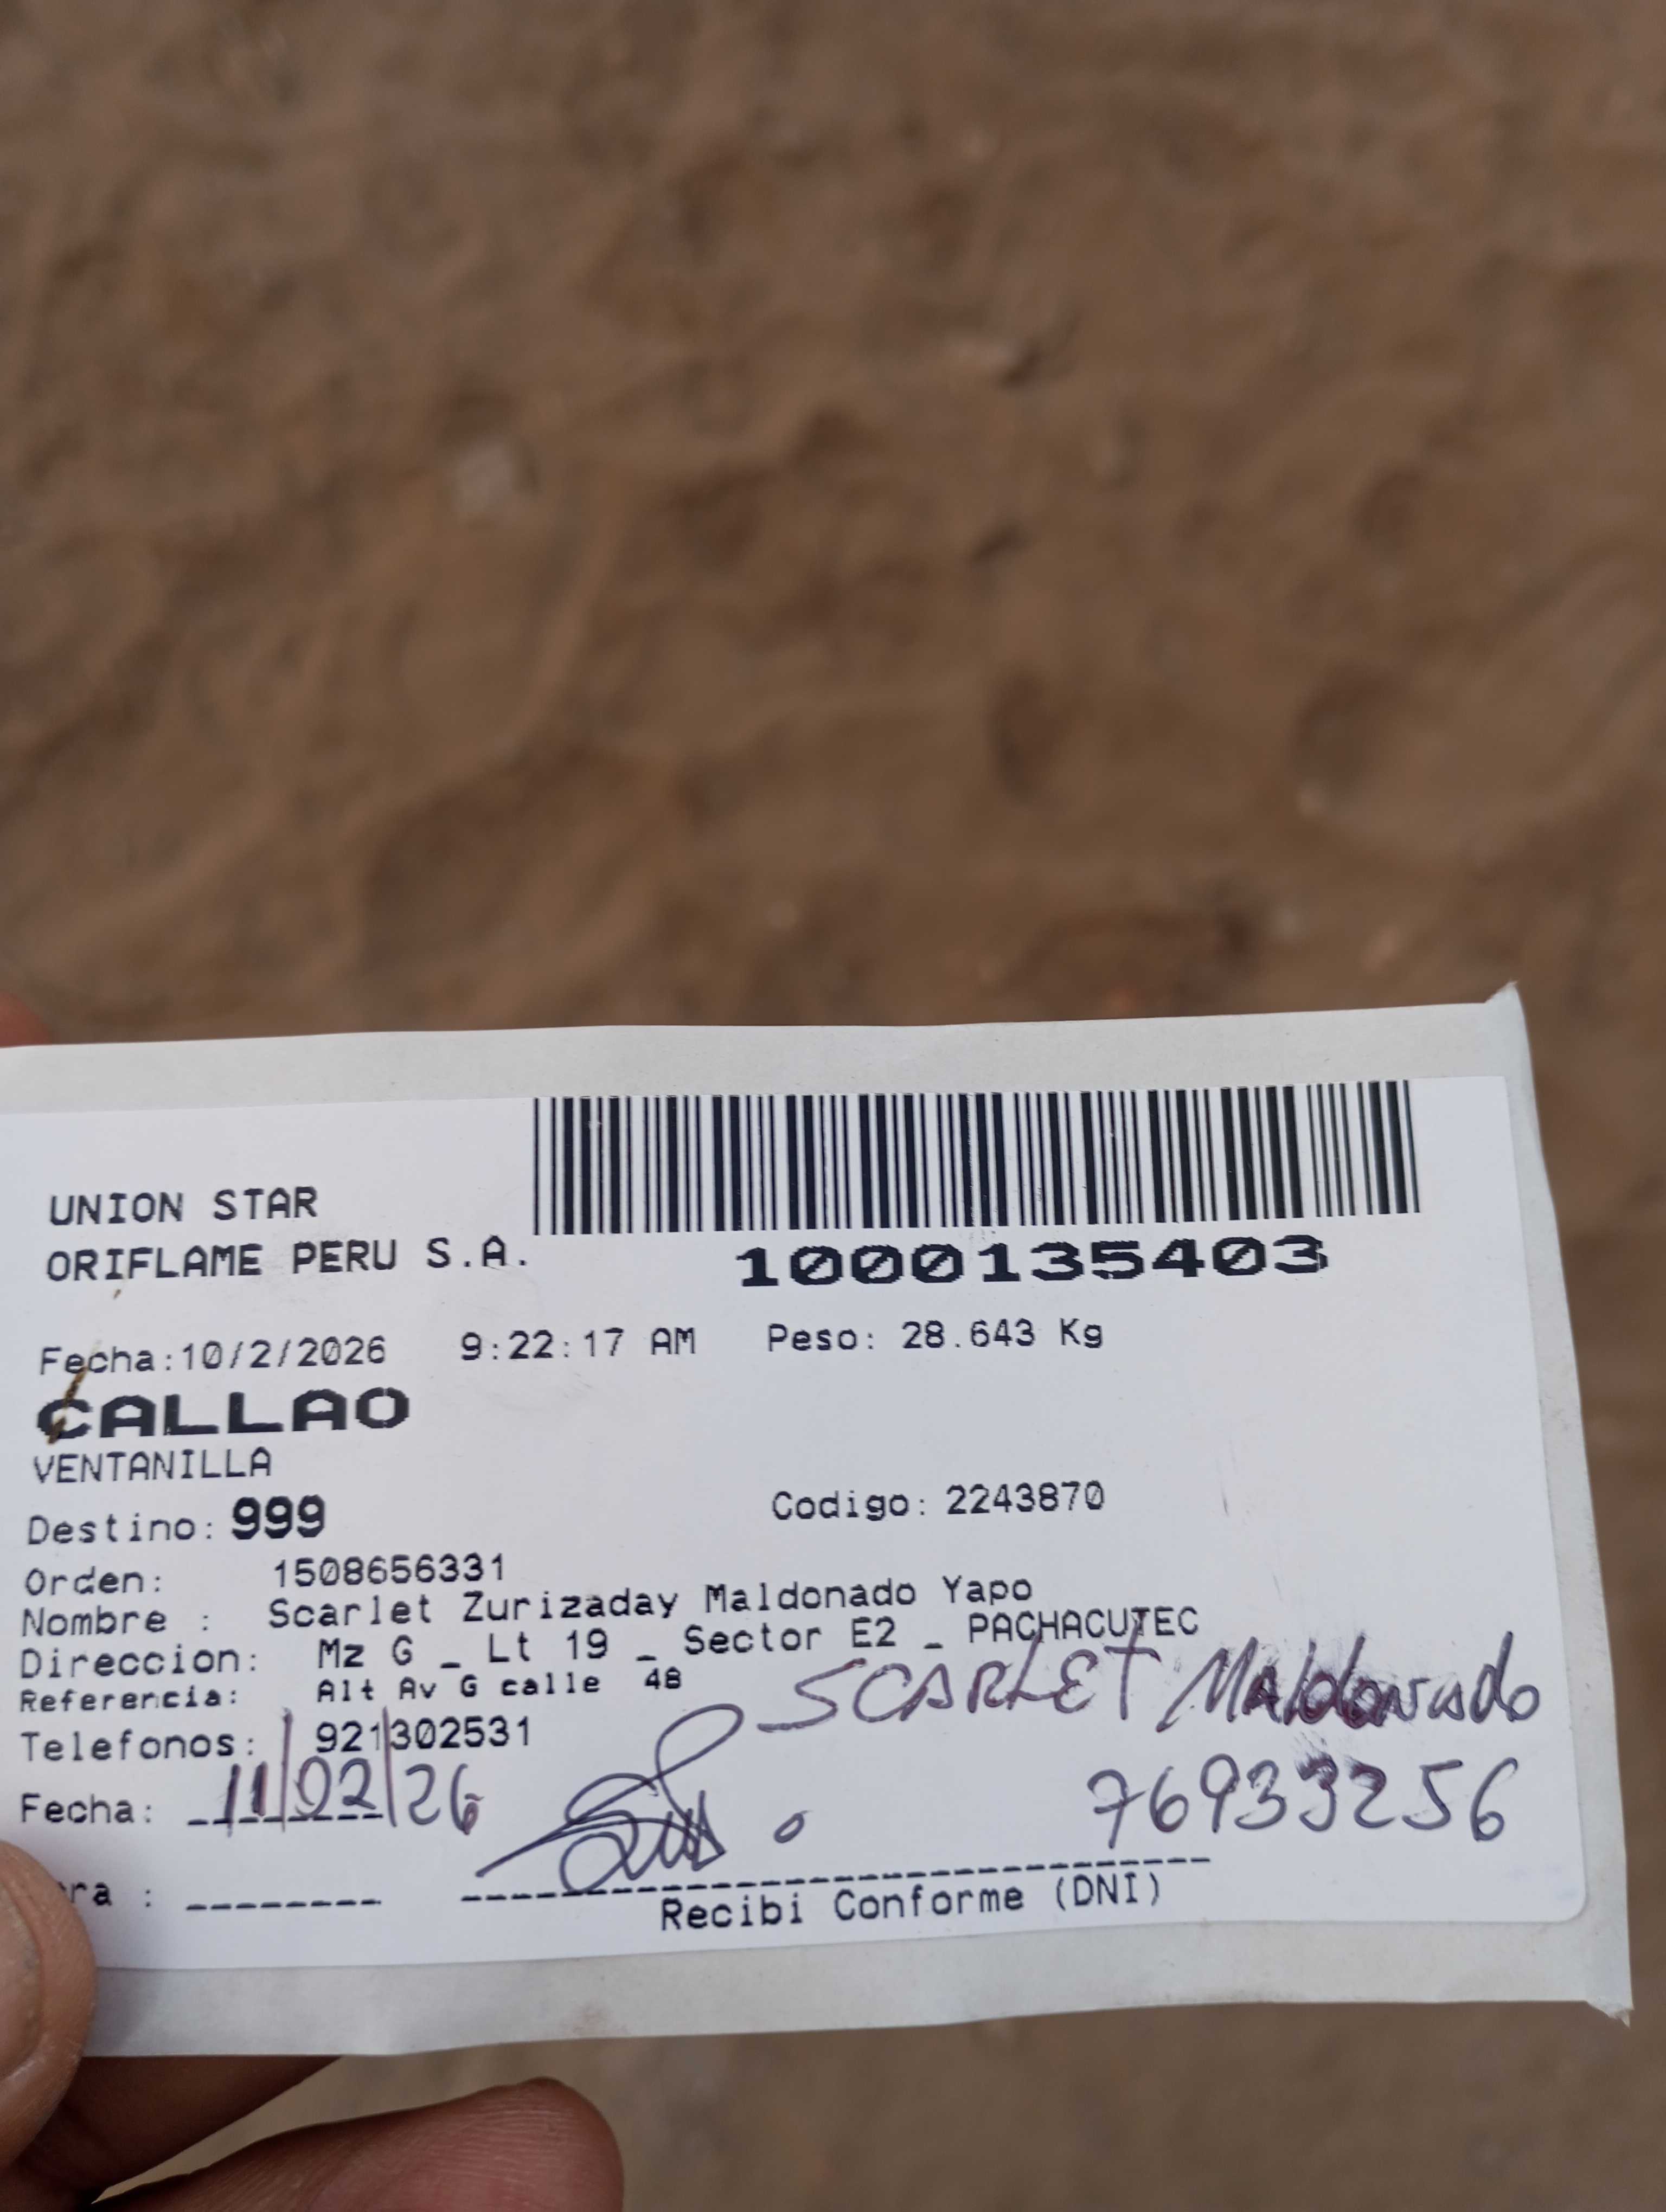 UNION STAR
ORIFLAME PERU S.A.
1000135403
Fecha:10/2/2026 9:22:17 AM Peso: 28.643 Kg
CALLAO
VENTANILLA
Destino: 999 Codigo: 2243870
Orden: 1508656331
Nombre : Scarlet Zurizaday Maldonado Yapo
Direccion: Mz G _ Lt 19 _ Sector E2 _ PACHACUTEC
Referencia: Alt Av G calle 48
SCARLET Maldonado
Telefonos: 921302531
Fecha: 11/02/26 76933256
ra :
Recibi Conforme (DNI)